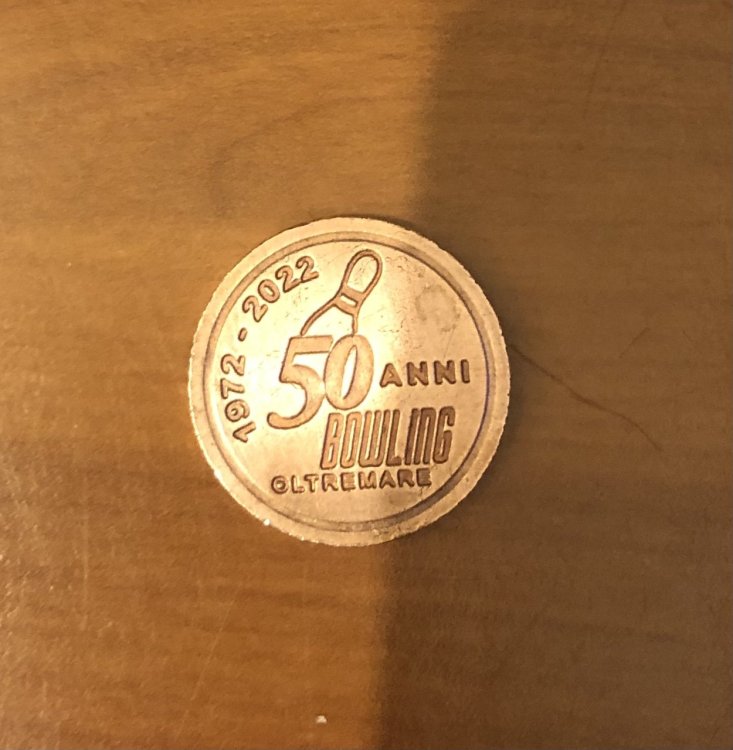 1972 - 2022
50 ANNI
BOWLING
OLTREMARE